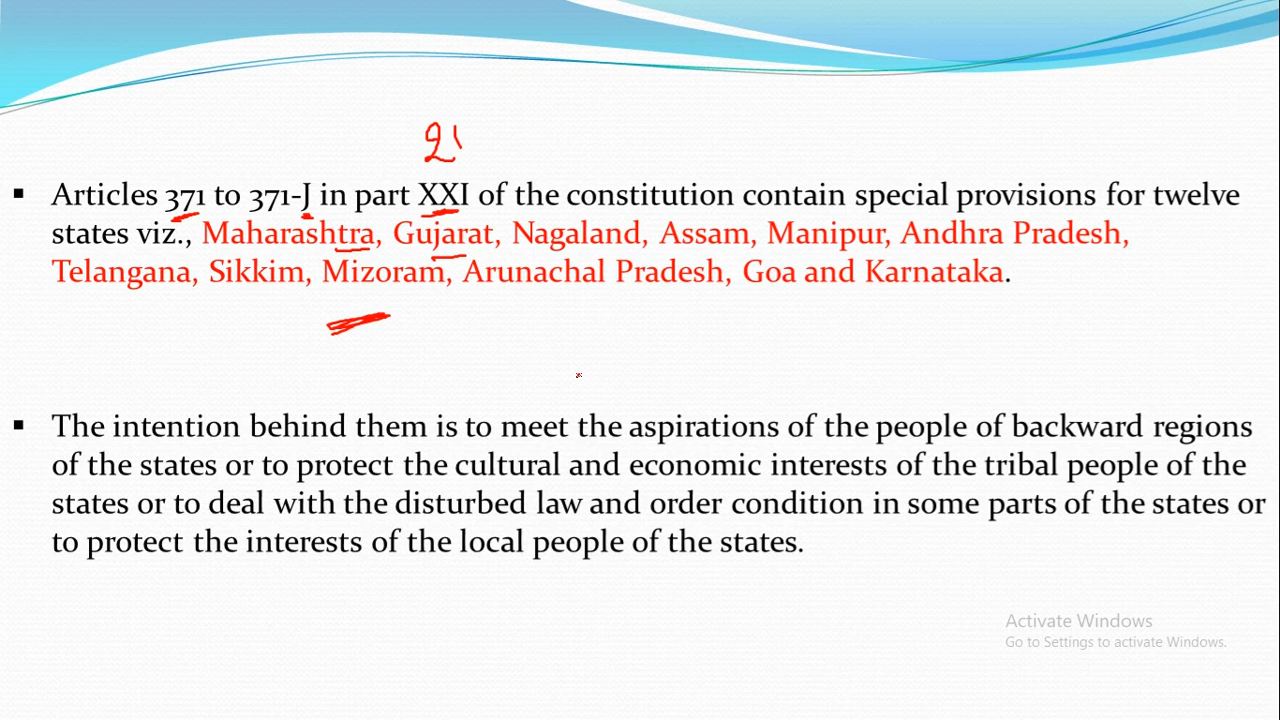 21
▪ Articles 371 to 371-J in part XXI of the constitution contain special provisions for twelve
states viz., Maharashtra, Gujarat, Nagaland, Assam, Manipur, Andhra Pradesh,
Telangana, Sikkim, Mizoram, Arunachal Pradesh, Goa and Karnataka.
▪ The intention behind them is to meet the aspirations of the people of backward regions
of the states or to protect the cultural and economic interests of the tribal people of the
states or to deal with the disturbed law and order condition in some parts of the states or
to protect the interests of the local people of the states.
Activate Windows
Go to Settings to activate Windows.